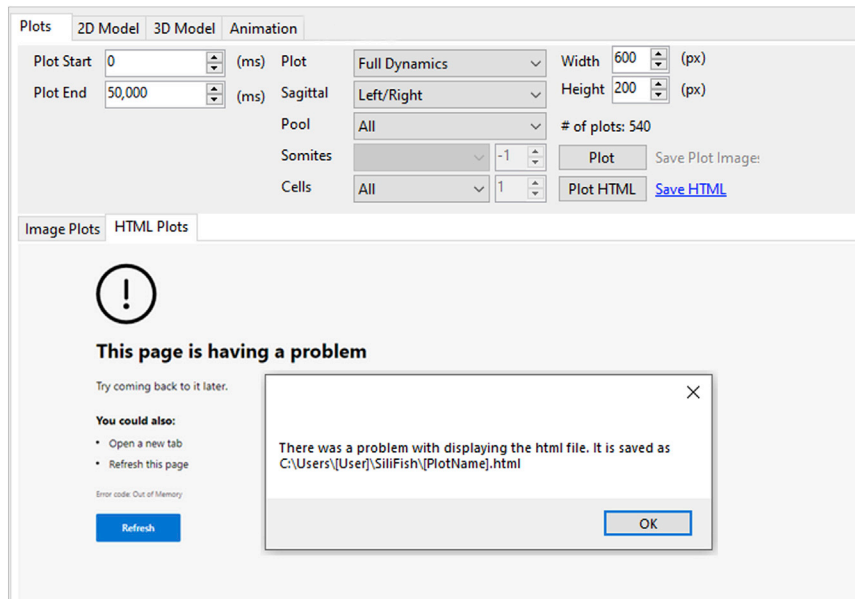 Plots 2D Model 3D Model Animation
Plot Start 0 (ms) Plot Full Dynamics Width 600 (px)
Plot End 50,000 (ms) Sagittal Left/Right Height 200 (px)
Pool All # of plots: 540
Somites -1 Plot Save Plot Image:
Cells All 1 Plot HTML Save HTML
Image Plots HTML Plots
!
This page is having a problem
Try coming back to it later.
You could also:
• Open a new tab
• Refresh this page
Error code: Out of Memory
Refresh
There was a problem with displaying the html file. It is saved as
C:\Users\[User]\SiliFish\[PlotName].html
OK